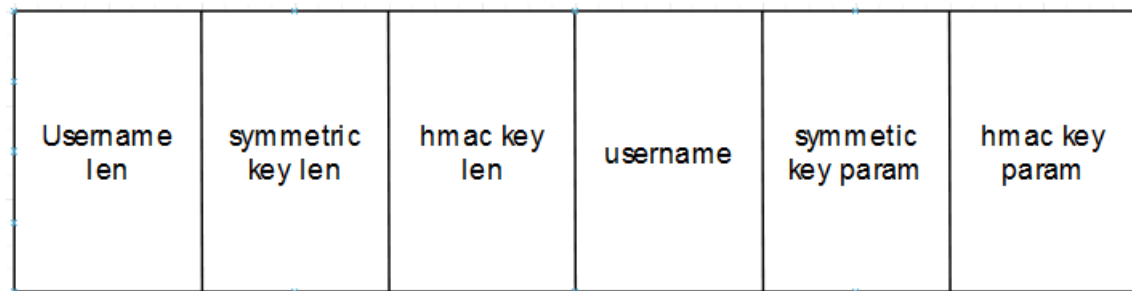 Username
len
symmetric
key len
hmac key
len
username
symmetic
key param
hmac key
param